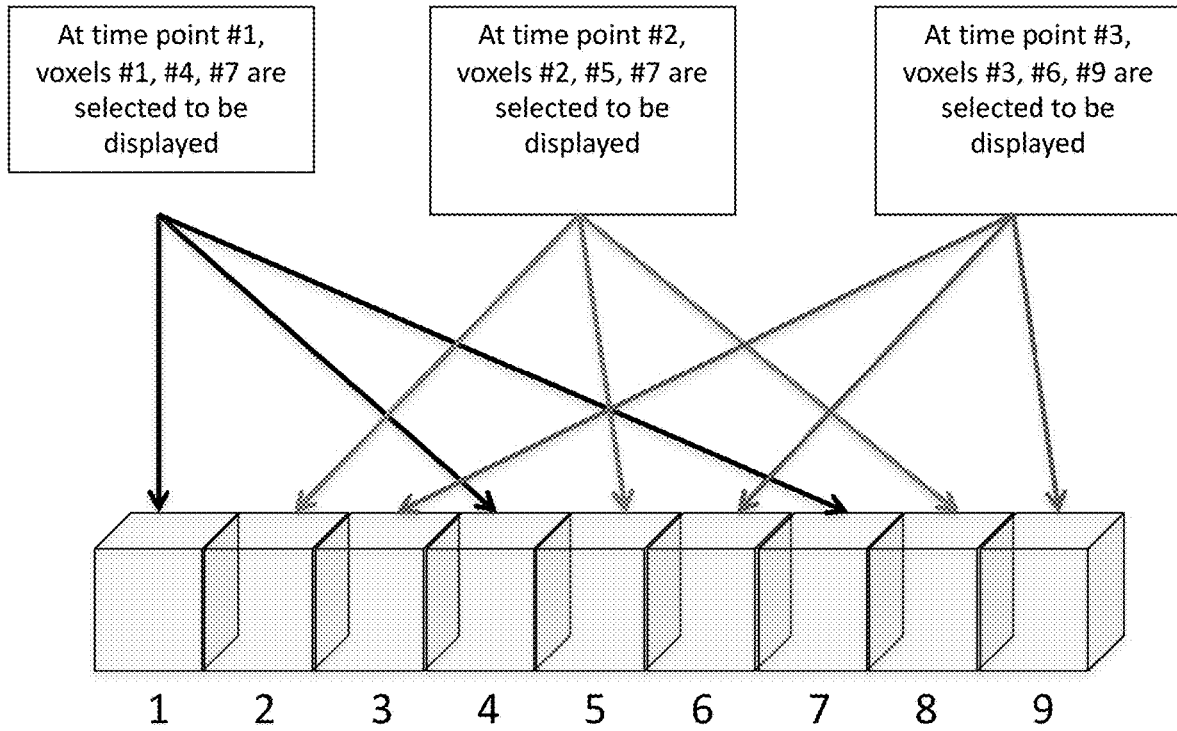 At time point #1,
voxels #1, #4, #7 are
selected to be
displayed
At time point #2,
voxels #2, #5, #7 are
selected to be
displayed
At time point #3,
voxels #3, #6, #9 are
selected to be
displayed
1 2 3 4 5 6 7 8 9